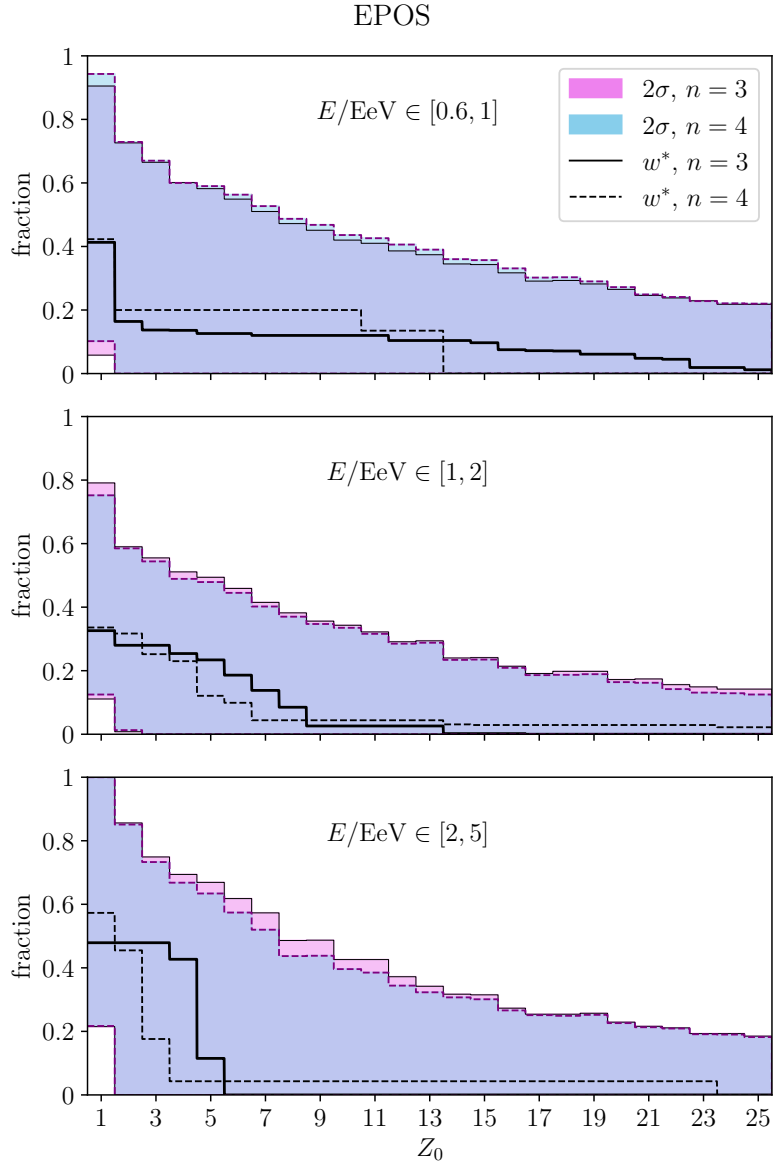 EPOS
1
0.8
0.6
0.4
0.2
0
fraction
E/EeV ∈ [0.6, 1]
2σ, n = 3
2σ, n = 4
w*, n = 3
w*, n = 4
1
0.8
0.6
0.4
0.2
0
fraction
E/EeV ∈ [1, 2]
1
0.8
0.6
0.4
0.2
0
fraction
E/EeV ∈ [2, 5]
1 3 5 7 9 11 13 15 17 19 21 23 25
Z₀